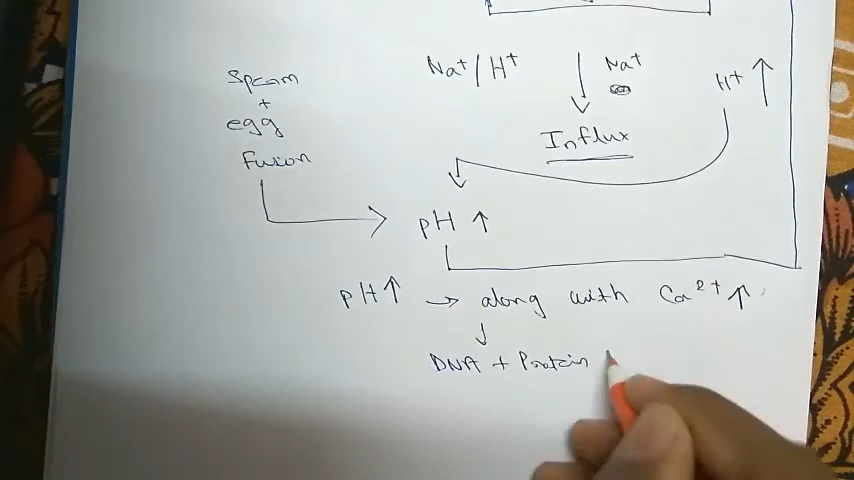 Na+/H+ ↓ Na+ H+ ↑
Influx
Sperm
+
egg
Fusion
pH ↑
pH ↑ → along with Ca2+ ↑
↓
DNA + Protein